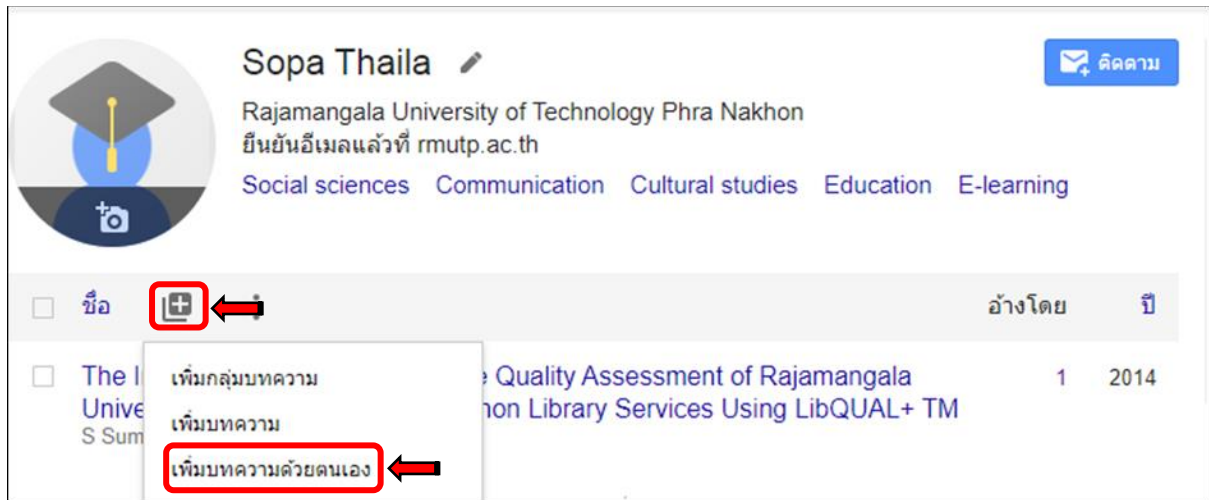 Sopa Thaila
ติดตาม
Rajamangala University of Technology Phra Nakhon
ยืนยันอีเมลแล้วที่ rmutp.ac.th
Social sciences Communication Cultural studies Education E-learning
ชื่อ อ้างโดย ปี
The Quality Assessment of Rajamangala 1 2014
Library Services Using LibQUAL+ TM
S
เพิ่มกลุ่มบทความ
เพิ่มบทความ
เพิ่มบทความด้วยตนเอง